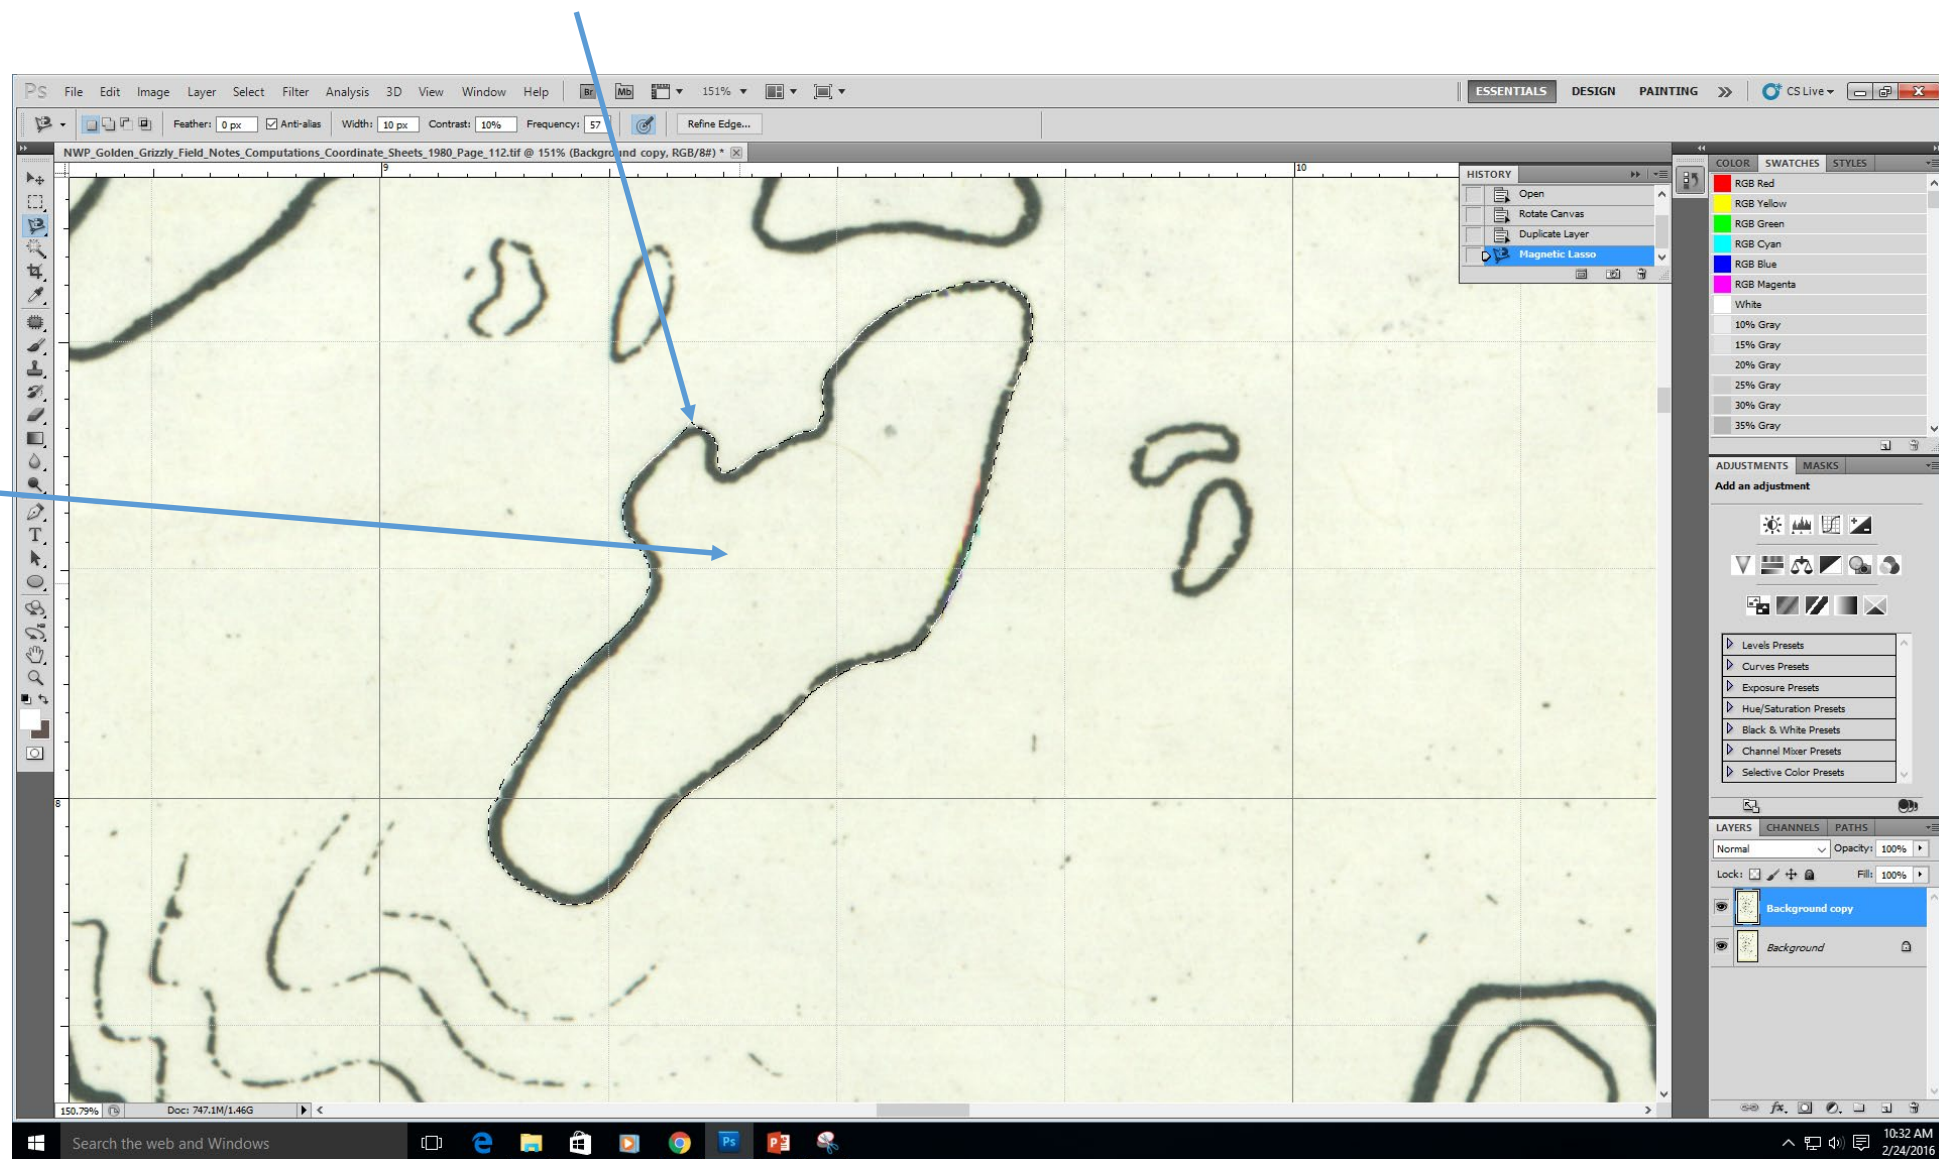 Ps File Edit Image Layer Select Filter Analysis 3D View Window Help Br Mb 151% ESSENTIALS DESIGN PAINTING CS Live
Feather: 0 px Anti-alias Width: 10 px Contrast: 10% Frequency: 57 Refine Edge...
NWP_Golden_Grizzly_Field_Notes_Computations_Coordinate_Sheets_1980_Page_112.tif @ 151% (Background copy, RGB/8#) *
9 10
8
HISTORY
Open
Rotate Canvas
Duplicate Layer
Magnetic Lasso
COLOR SWATCHES STYLES
RGB Red
RGB Yellow
RGB Green
RGB Cyan
RGB Blue
RGB Magenta
White
10% Gray
15% Gray
20% Gray
25% Gray
30% Gray
35% Gray
ADJUSTMENTS MASKS
Add an adjustment
Levels Presets
Curves Presets
Exposure Presets
Hue/Saturation Presets
Black & White Presets
Channel Mixer Presets
Selective Color Presets
LAYERS CHANNELS PATHS
Normal Opacity: 100%
Lock: Fill: 100%
Background copy
Background
150.79% Doc: 747.1M/1.46G
Search the web and Windows
10:32 AM
2/24/2016